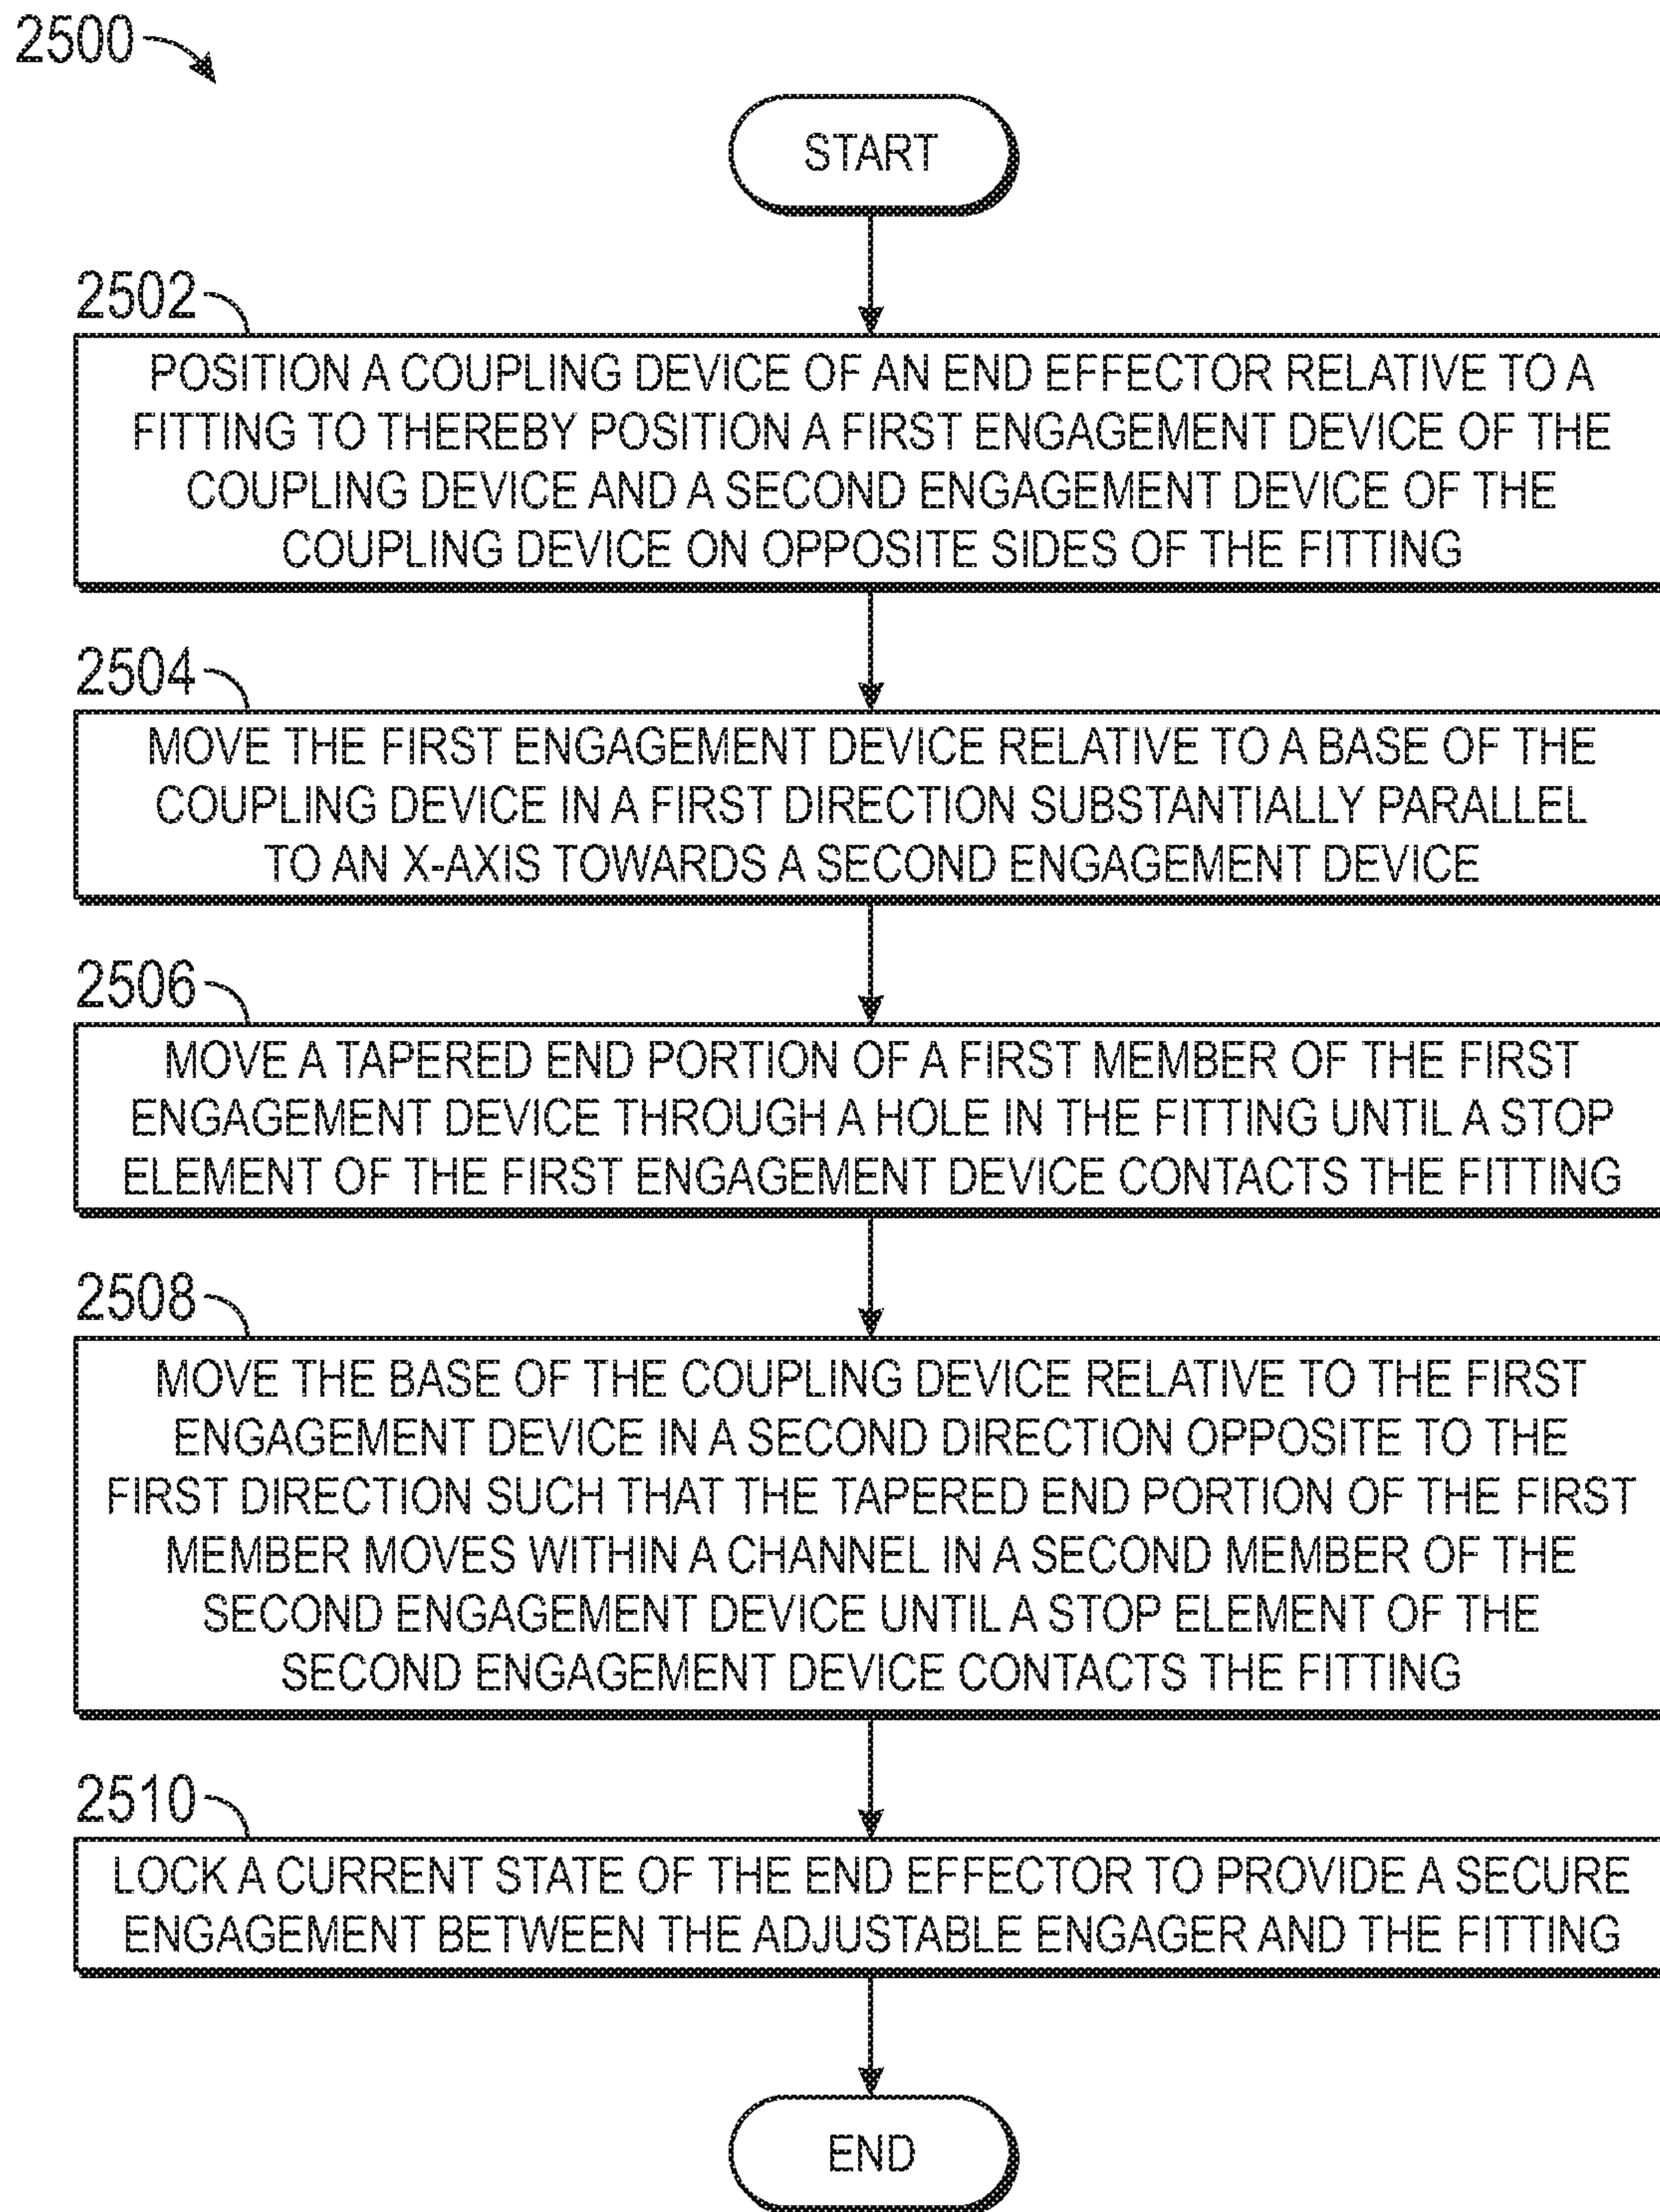 2500
START
2502
POSITION A COUPLING DEVICE OF AN END EFFECTOR RELATIVE TO A
FITTING TO THEREBY POSITION A FIRST ENGAGEMENT DEVICE OF THE
COUPLING DEVICE AND A SECOND ENGAGEMENT DEVICE OF THE
COUPLING DEVICE ON OPPOSITE SIDES OF THE FITTING
2504
MOVE THE FIRST ENGAGEMENT DEVICE RELATIVE TO A BASE OF THE
COUPLING DEVICE IN A FIRST DIRECTION SUBSTANTIALLY PARALLEL
TO AN X-AXIS TOWARDS A SECOND ENGAGEMENT DEVICE
2506
MOVE A TAPERED END PORTION OF A FIRST MEMBER OF THE FIRST
ENGAGEMENT DEVICE THROUGH A HOLE IN THE FITTING UNTIL A STOP
ELEMENT OF THE FIRST ENGAGEMENT DEVICE CONTACTS THE FITTING
2508
MOVE THE BASE OF THE COUPLING DEVICE RELATIVE TO THE FIRST
ENGAGEMENT DEVICE IN A SECOND DIRECTION OPPOSITE TO THE
FIRST DIRECTION SUCH THAT THE TAPERED END PORTION OF THE FIRST
MEMBER MOVES WITHIN A CHANNEL IN A SECOND MEMBER OF THE
SECOND ENGAGEMENT DEVICE UNTIL A STOP ELEMENT OF THE
SECOND ENGAGEMENT DEVICE CONTACTS THE FITTING
2510
LOCK A CURRENT STATE OF THE END EFFECTOR TO PROVIDE A SECURE
ENGAGEMENT BETWEEN THE ADJUSTABLE ENGAGER AND THE FITTING
END